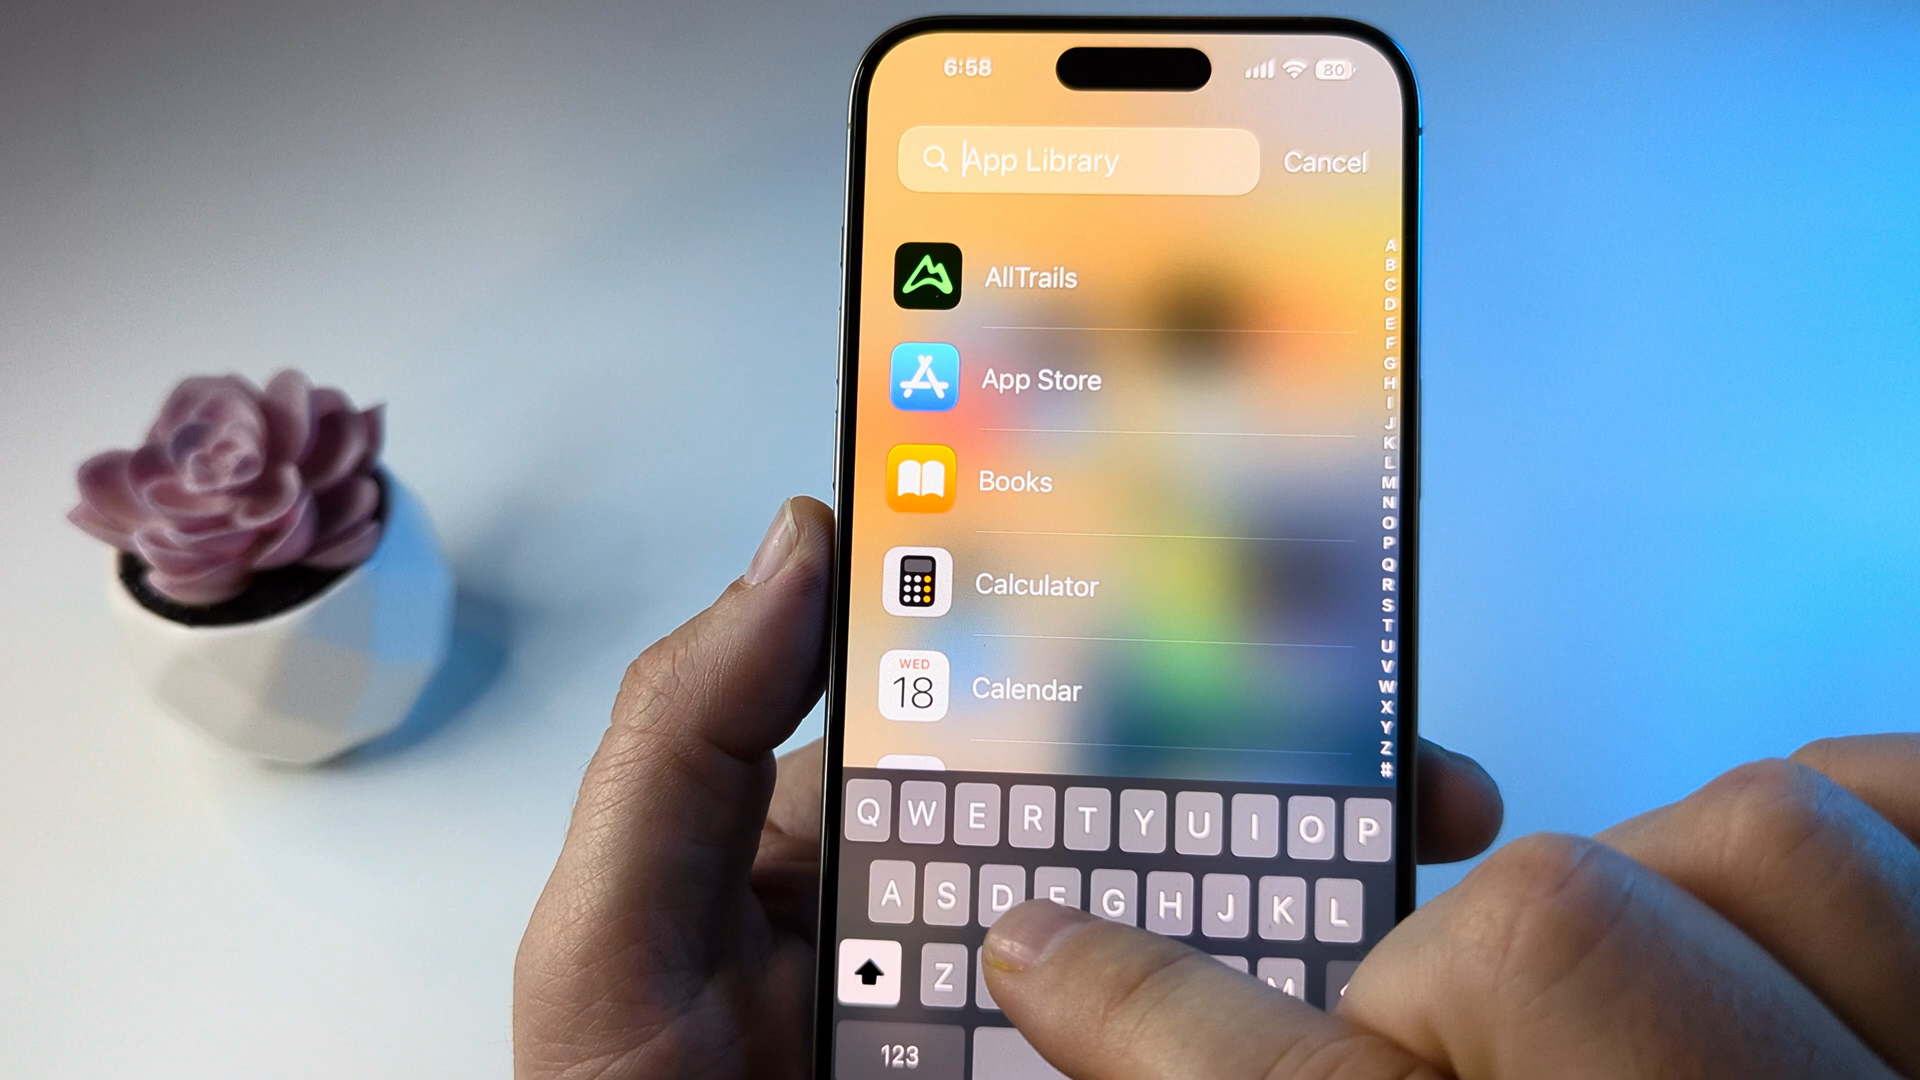 6:58 80
App Library Cancel
AllTrails
App Store
Books
Calculator
WED
18
Calendar
A
B
C
D
E
F
G
H
I
J
K
L
M
N
O
P
Q
R
S
T
U
V
W
X
Y
Z
#
Q W E R T Y U I O P
A S D F G H J K L
Z M
123